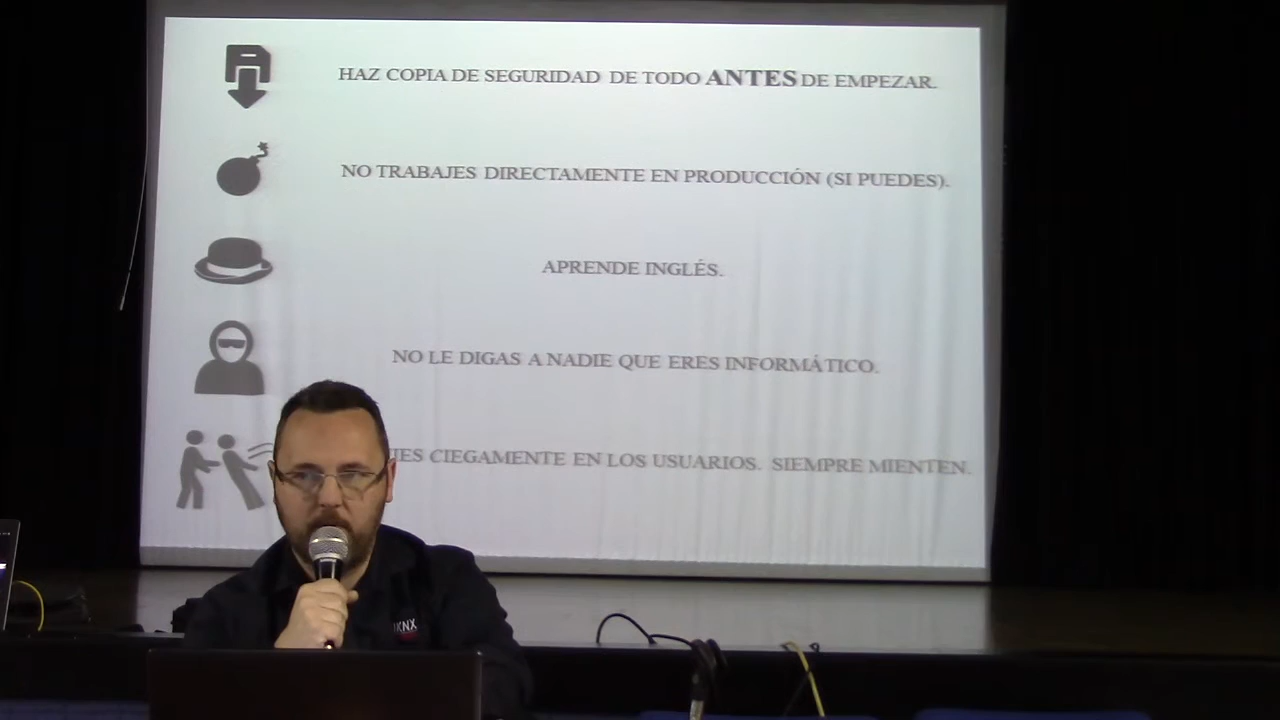 HAZ COPIA DE SEGURIDAD DE TODO ANTES DE EMPEZAR.
NO TRABAJES DIRECTAMENTE EN PRODUCCIÓN (SI PUEDES).
APRENDE INGLÉS.
NO LE DIGAS A NADIE QUE ERES INFORMÁTICO.
CIEGAMENTE EN LOS USUARIOS. SIEMPRE MIENTEN.